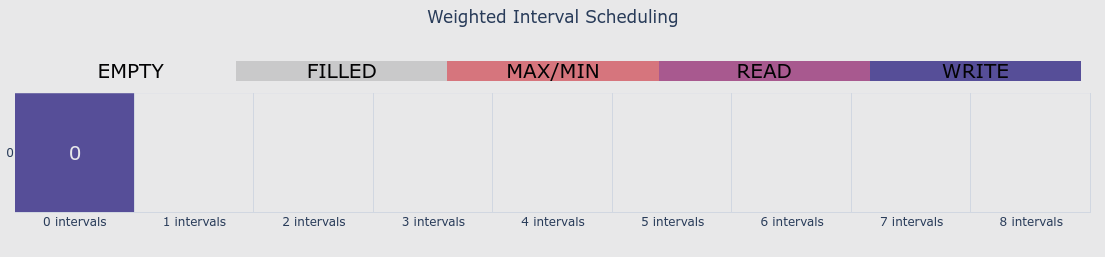 Weighted Interval Scheduling
EMPTY FILLED MAX/MIN READ WRITE
0 0
0 intervals 1 intervals 2 intervals 3 intervals 4 intervals 5 intervals 6 intervals 7 intervals 8 intervals